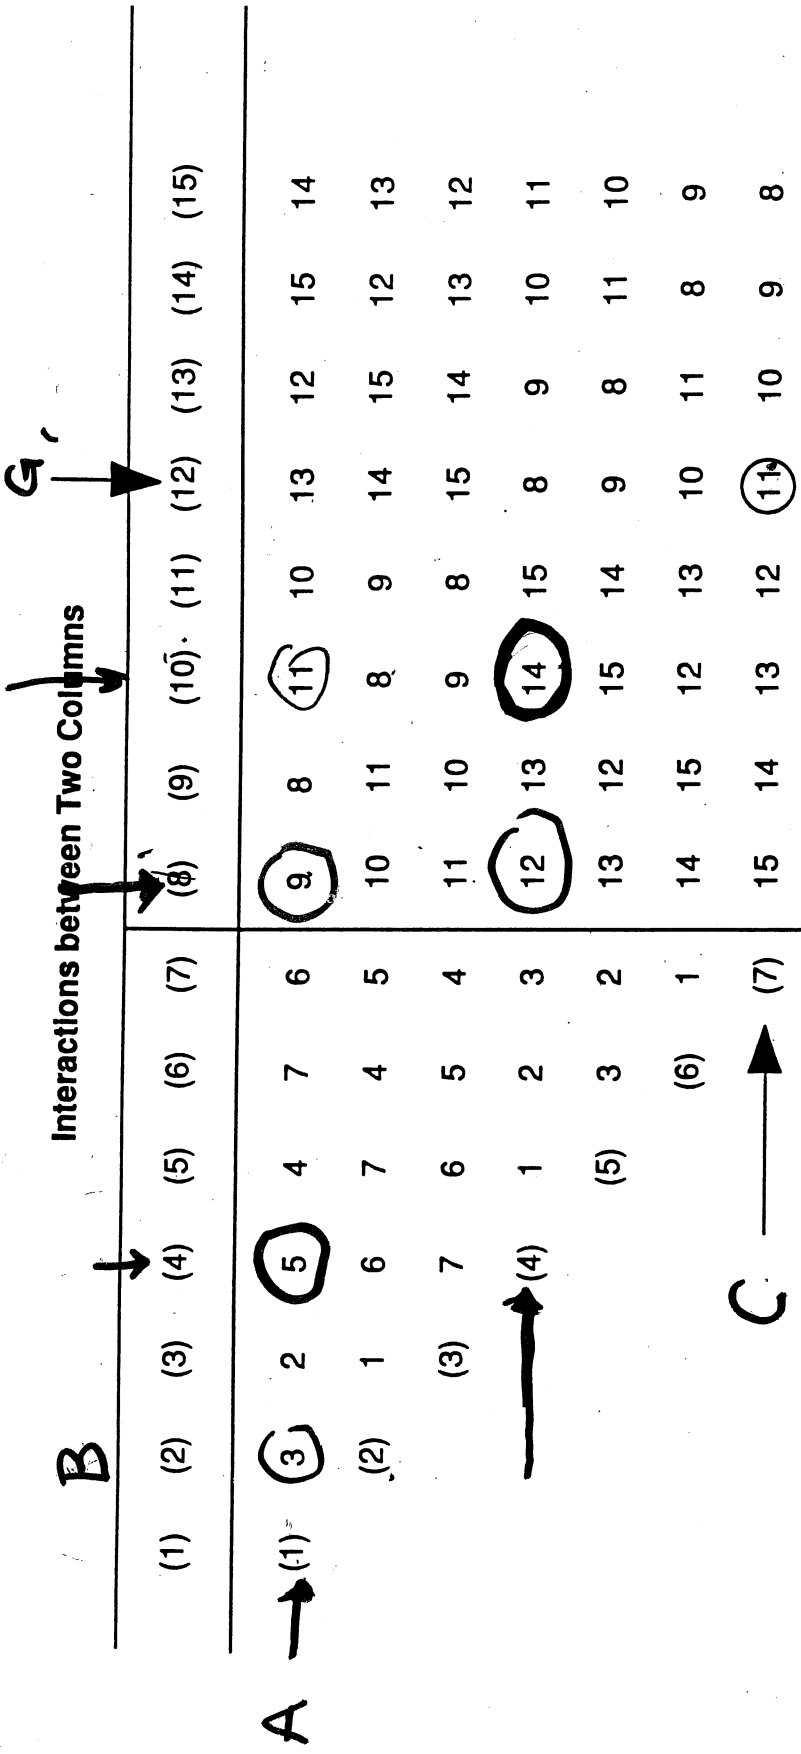 G,
Interactions between Two Columns
B
(1) (2) (3) (4) (5) (6) (7) (8) (9) (10) (11) (12) (13) (14) (15)
A (1) 3 2 5 4 7 6 9 8 11 10 13 12 15 14
(2) 1 6 7 4 5 10 11 8 9 14 15 12 13
(3) 7 6 5 4 11 10 9 8 15 14 13 12
(4) 1 2 3 12 13 14 15 8 9 10 11
(5) 3 2 13 12 15 14 9 8 11 10
(6) 1 14 15 12 13 10 11 8 9
C (7) 15 14 13 12 11 10 9 8